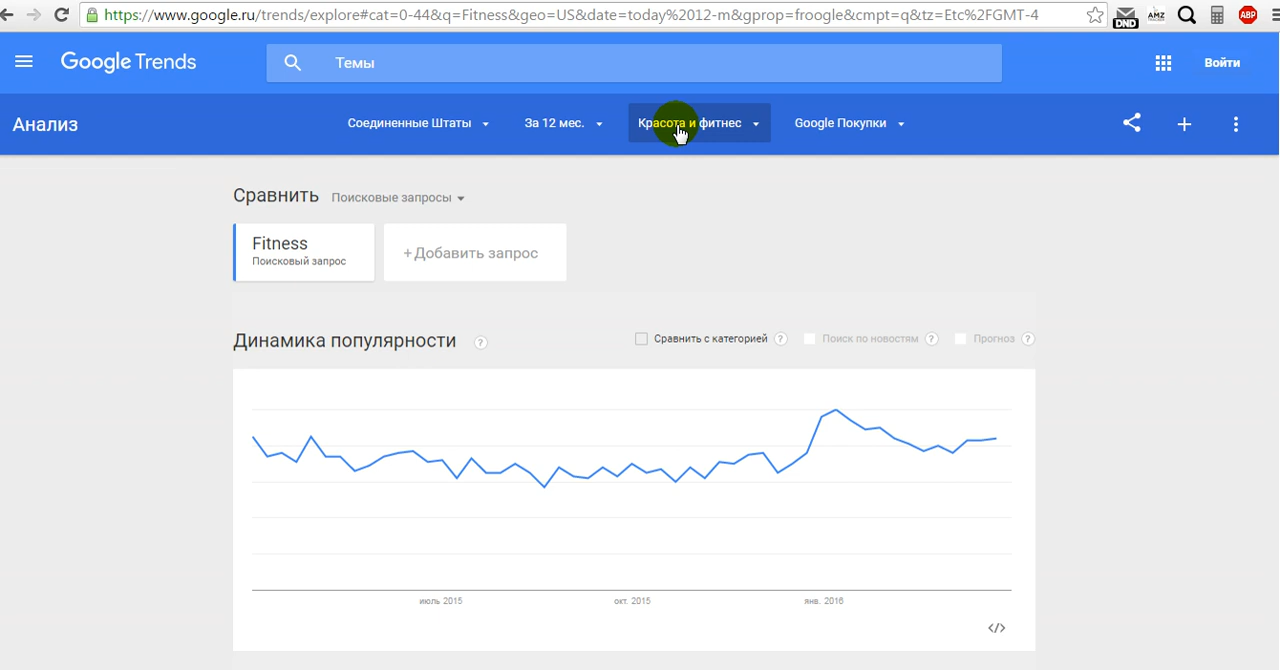 https://www.google.ru/trends/explore#cat=0-44&q=Fitness&geo=US&date=today%2012-m&gprop=froogle&cmpt=q&tz=Etc%2FGMT-4
DND
AMZ
ABP
Google Trends
Темы
Войти
Анализ
Соединенные Штаты
За 12 мес.
Красота и фитнес
Google Покупки
Сравнить Поисковые запросы
Fitness
Поисковый запрос
+Добавить запрос
Динамика популярности ?
Сравнить с категорией ?
Поиск по новостям ?
Прогноз ?
июль 2015
окт. 2015
янв. 2016
</>